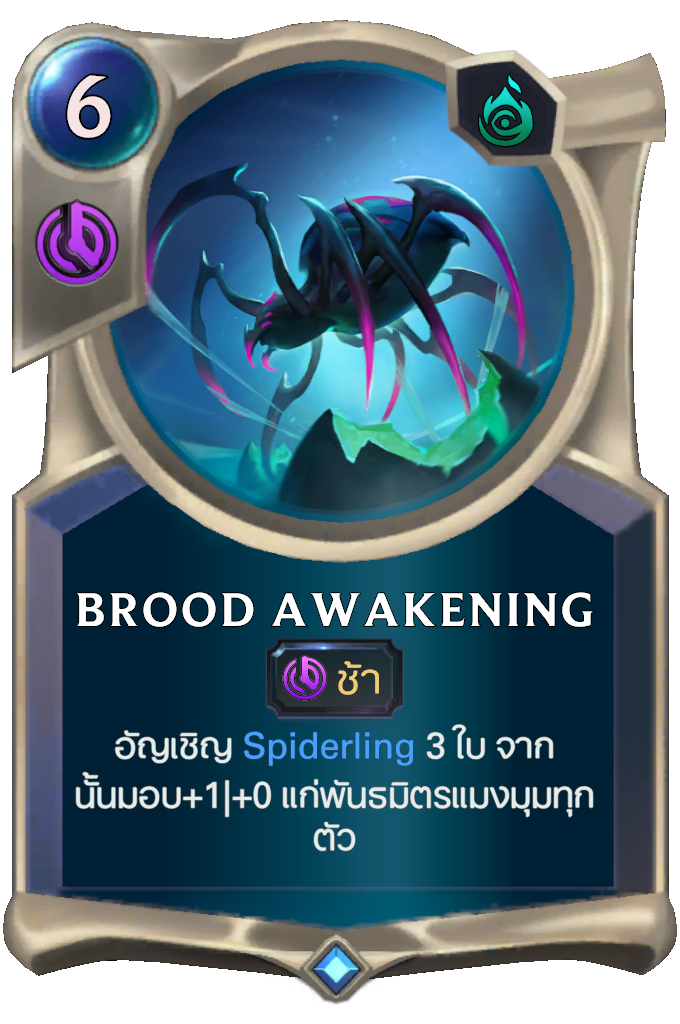 6
BROOD AWAKENING
ช้า
อัญเชิญ Spiderling 3 ใบ จาก
นั้นมอบ+1|+0 แก่พันธมิตรแมงมุมทุก
ตัว